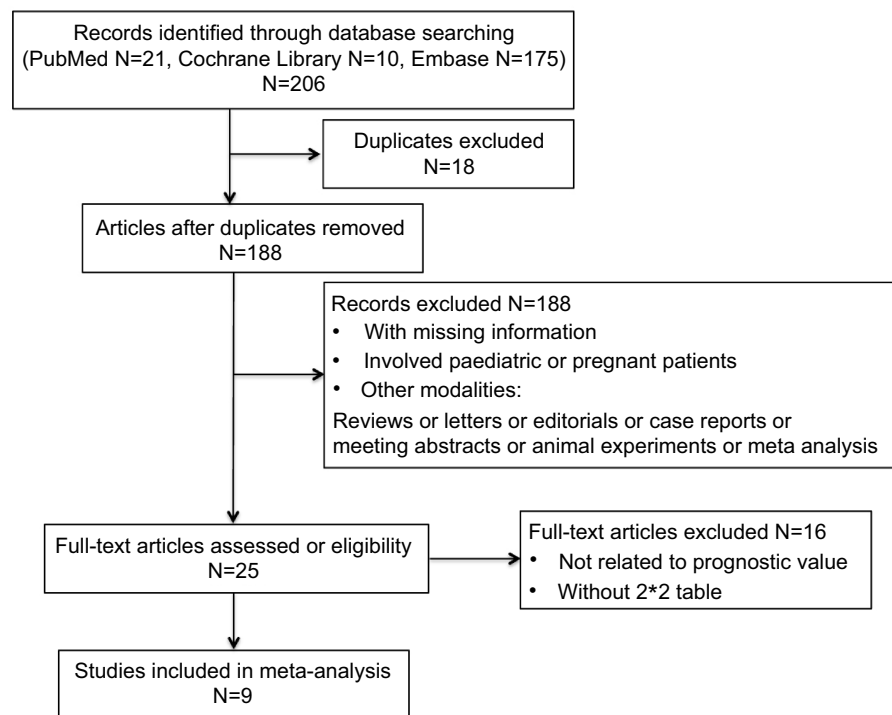 Records identified through database searching
(PubMed N=21, Cochrane Library N=10, Embase N=175)
N=206
Duplicates excluded
N=18
Articles after duplicates removed
N=188
Records excluded N=188
• With missing information
• Involved paediatric or pregnant patients
• Other modalities:
Reviews or letters or editorials or case reports or
meeting abstracts or animal experiments or meta analysis
Full-text articles assessed or eligibility
N=25
Full-text articles excluded N=16
• Not related to prognostic value
• Without 2*2 table
Studies included in meta-analysis
N=9